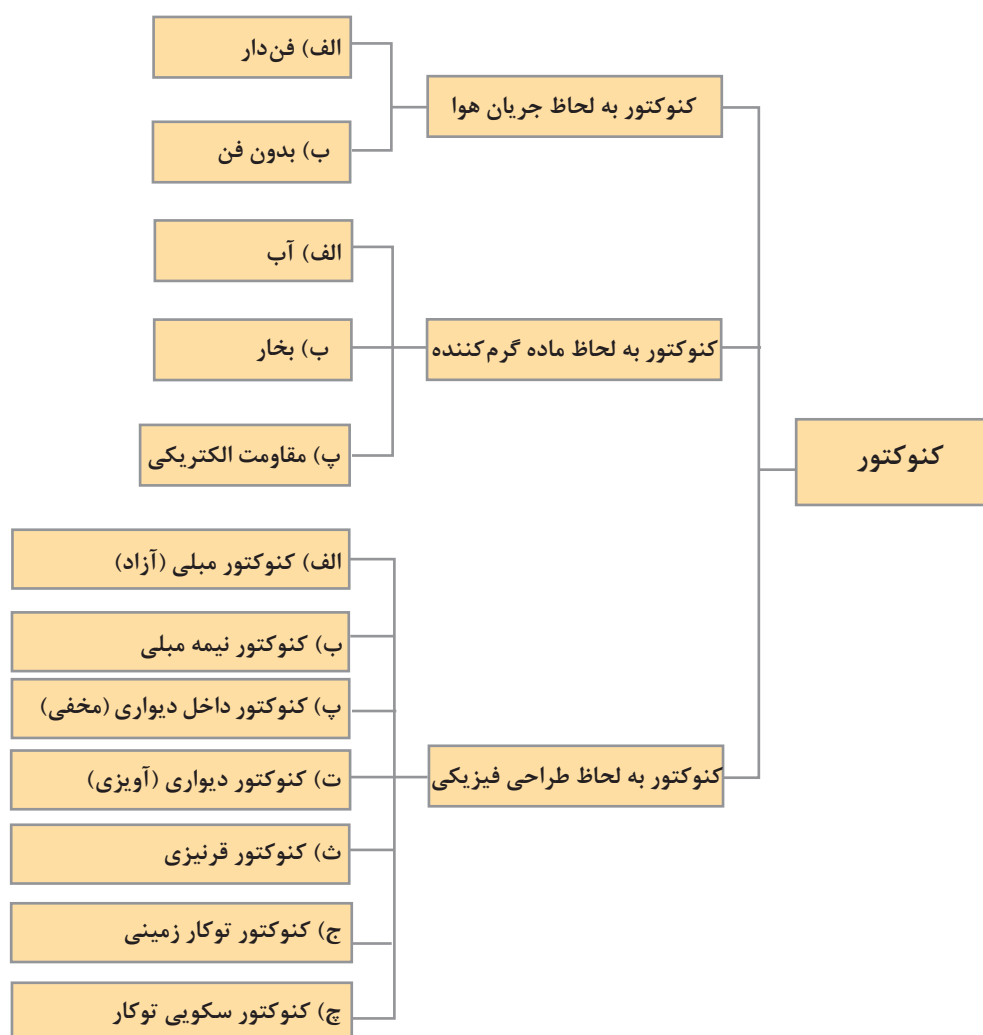 کنوکتور
کنوکتور به لحاظ جریان هوا
الف) فن‌دار
ب) بدون فن
کنوکتور به لحاظ ماده گرم‌کننده
الف) آب
ب) بخار
پ) مقاومت الکتریکی
کنوکتور به لحاظ طراحی فیزیکی
الف) کنوکتور مبلی (آزاد)
ب) کنوکتور نیمه مبلی
پ) کنوکتور داخل دیواری (مخفی)
ت) کنوکتور دیواری (آویزی)
ث) کنوکتور قرنیزی
ج) کنوکتور توکار زمینی
چ) کنوکتور سکویی توکار